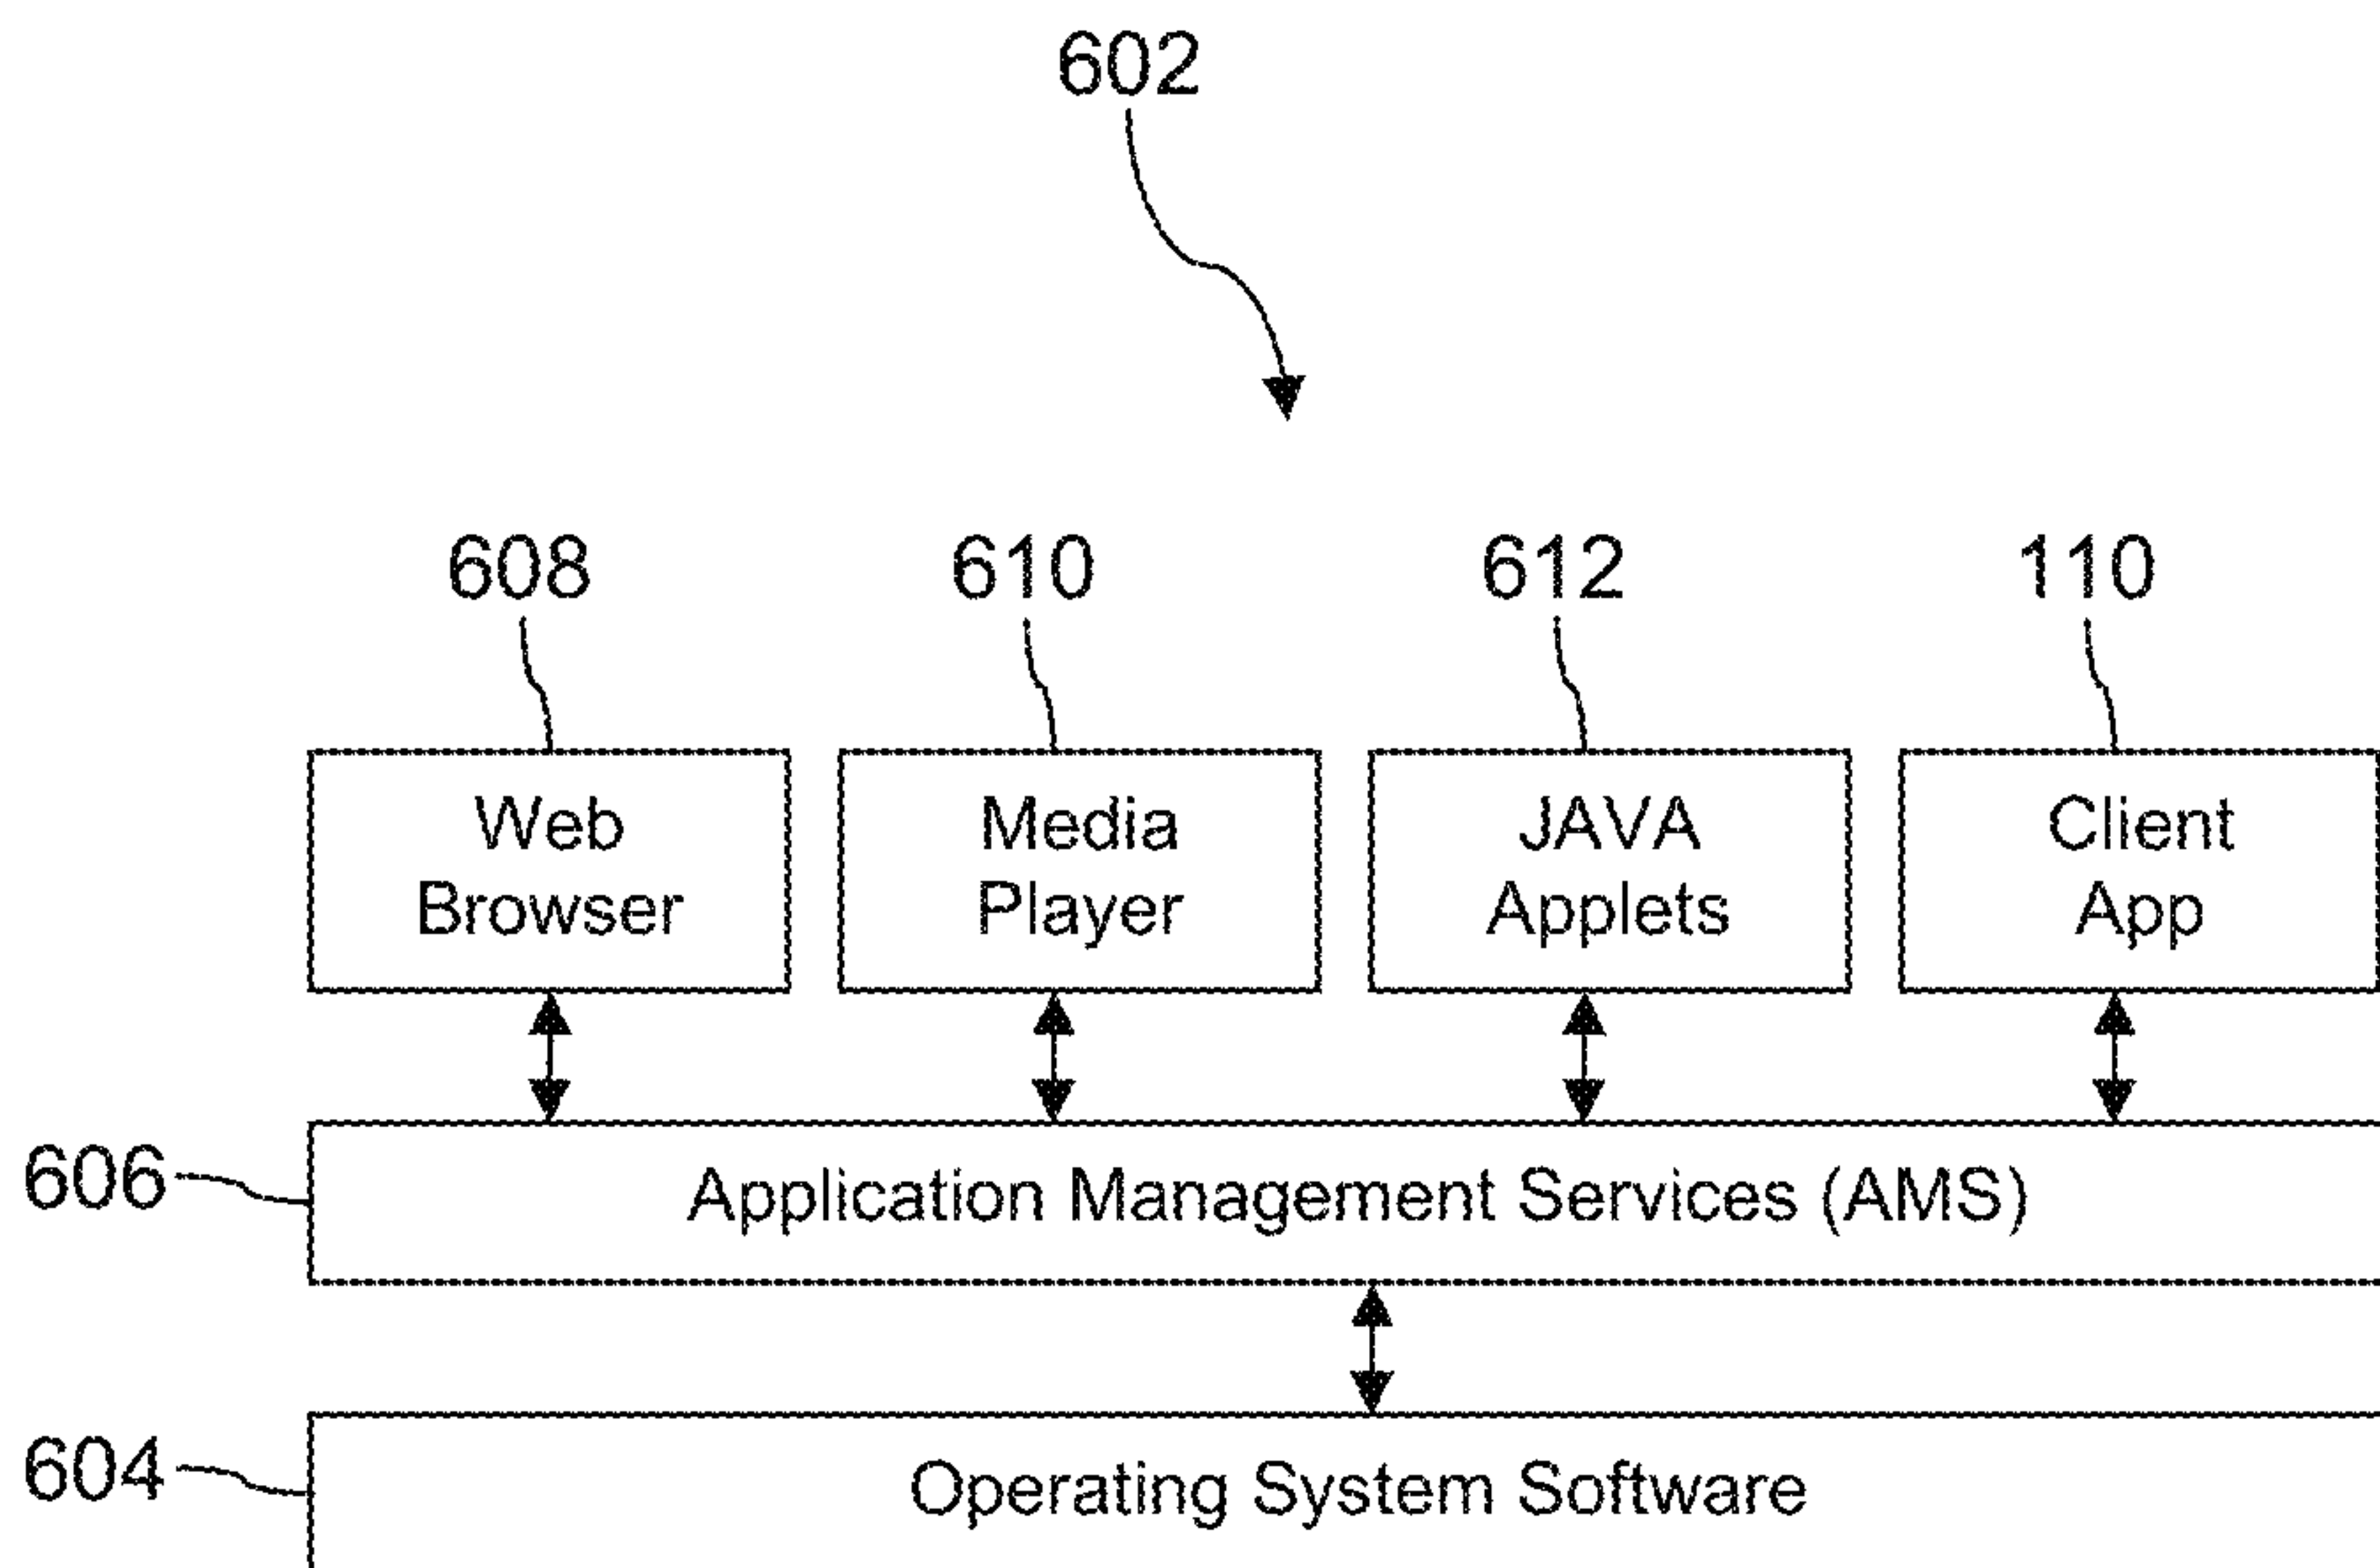 602
608
610
612
110
Web
Browser
Media
Player
JAVA
Applets
Client
App
606
Application Management Services (AMS)
604
Operating System Software